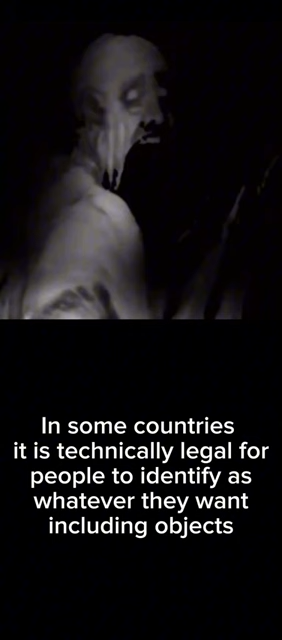 In some countries
it is technically legal for
people to identify as
whatever they want
including objects